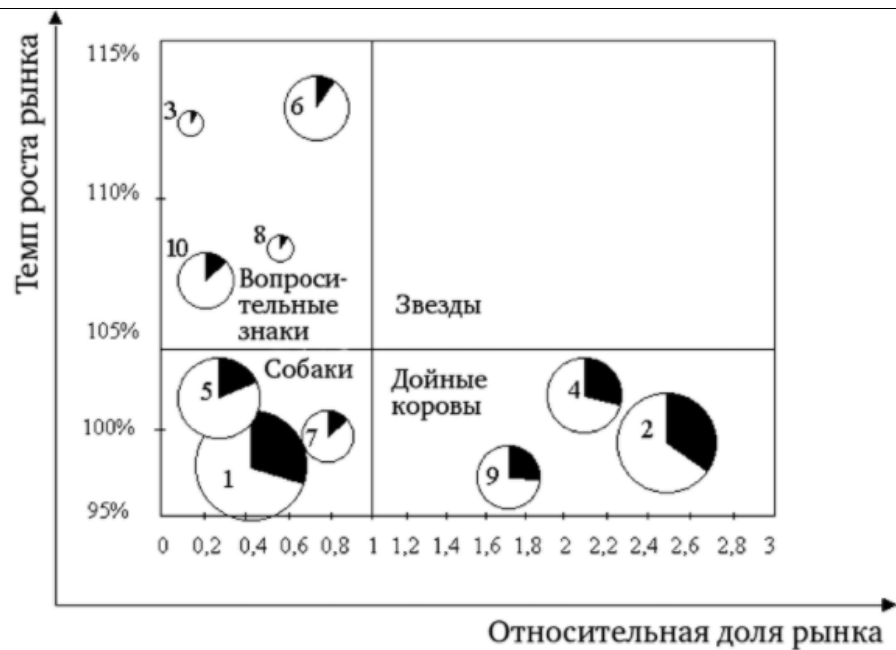 Темп роста рынка
115%
3
6
110%
10
8
Вопроси-
тельные
знаки
Звезды
105%
Собаки
Дойные
коровы
5
4
100%
7
2
1
9
95%
0 0,2 0,4 0,6 0,8 1 1,2 1,4 1,6 1,8 2 2,2 2,4 2,6 2,8 3
Относительная доля рынка